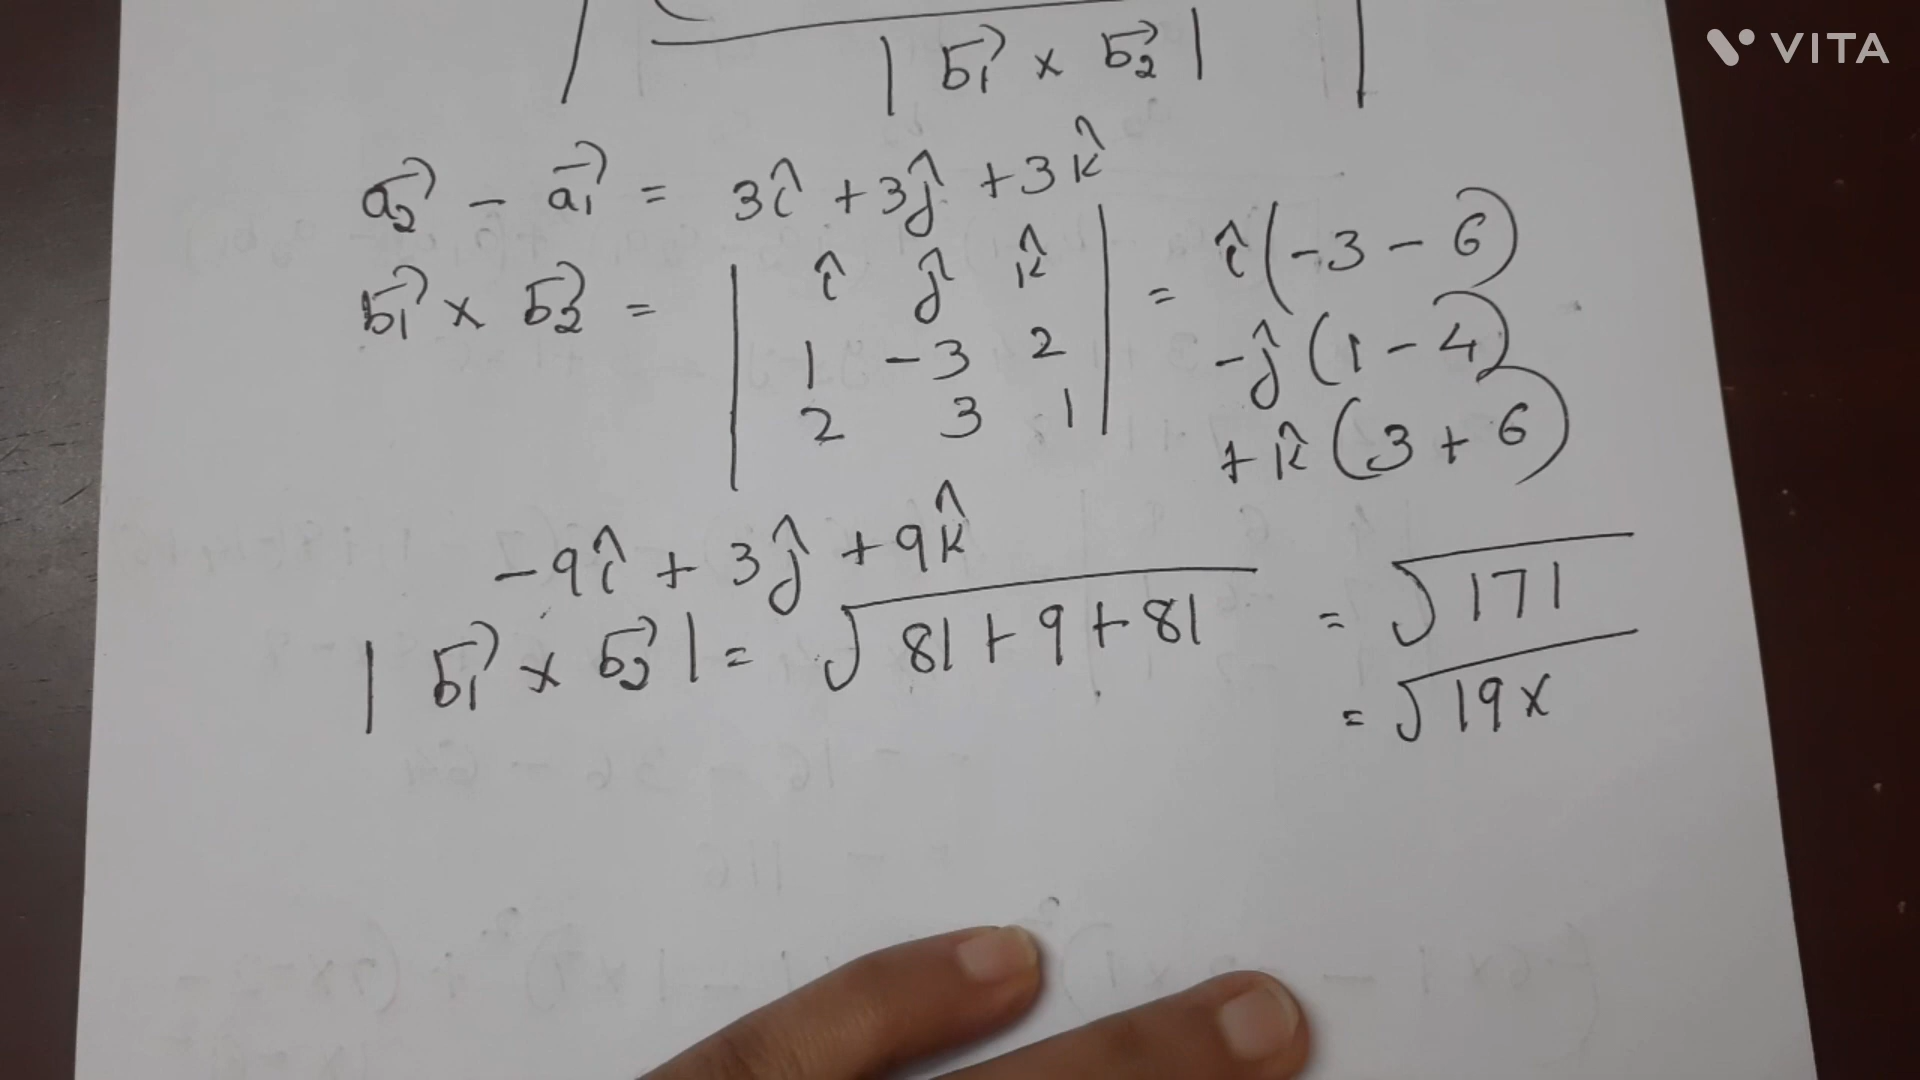 VITA
| b₁⃗ × b₂⃗ |
a₂⃗ − a₁⃗ = 3î + 3ĵ + 3k̂
b₁⃗ × b₂⃗ = | î ĵ k̂ | = î(-3 - 6)
1 -3 2 -ĵ(1 - 4)
2 3 1 +k̂(3 + 6)
-9î + 3ĵ + 9k̂
| b₁⃗ × b₂⃗ | = √81 + 9 + 81 = √171
= √19×